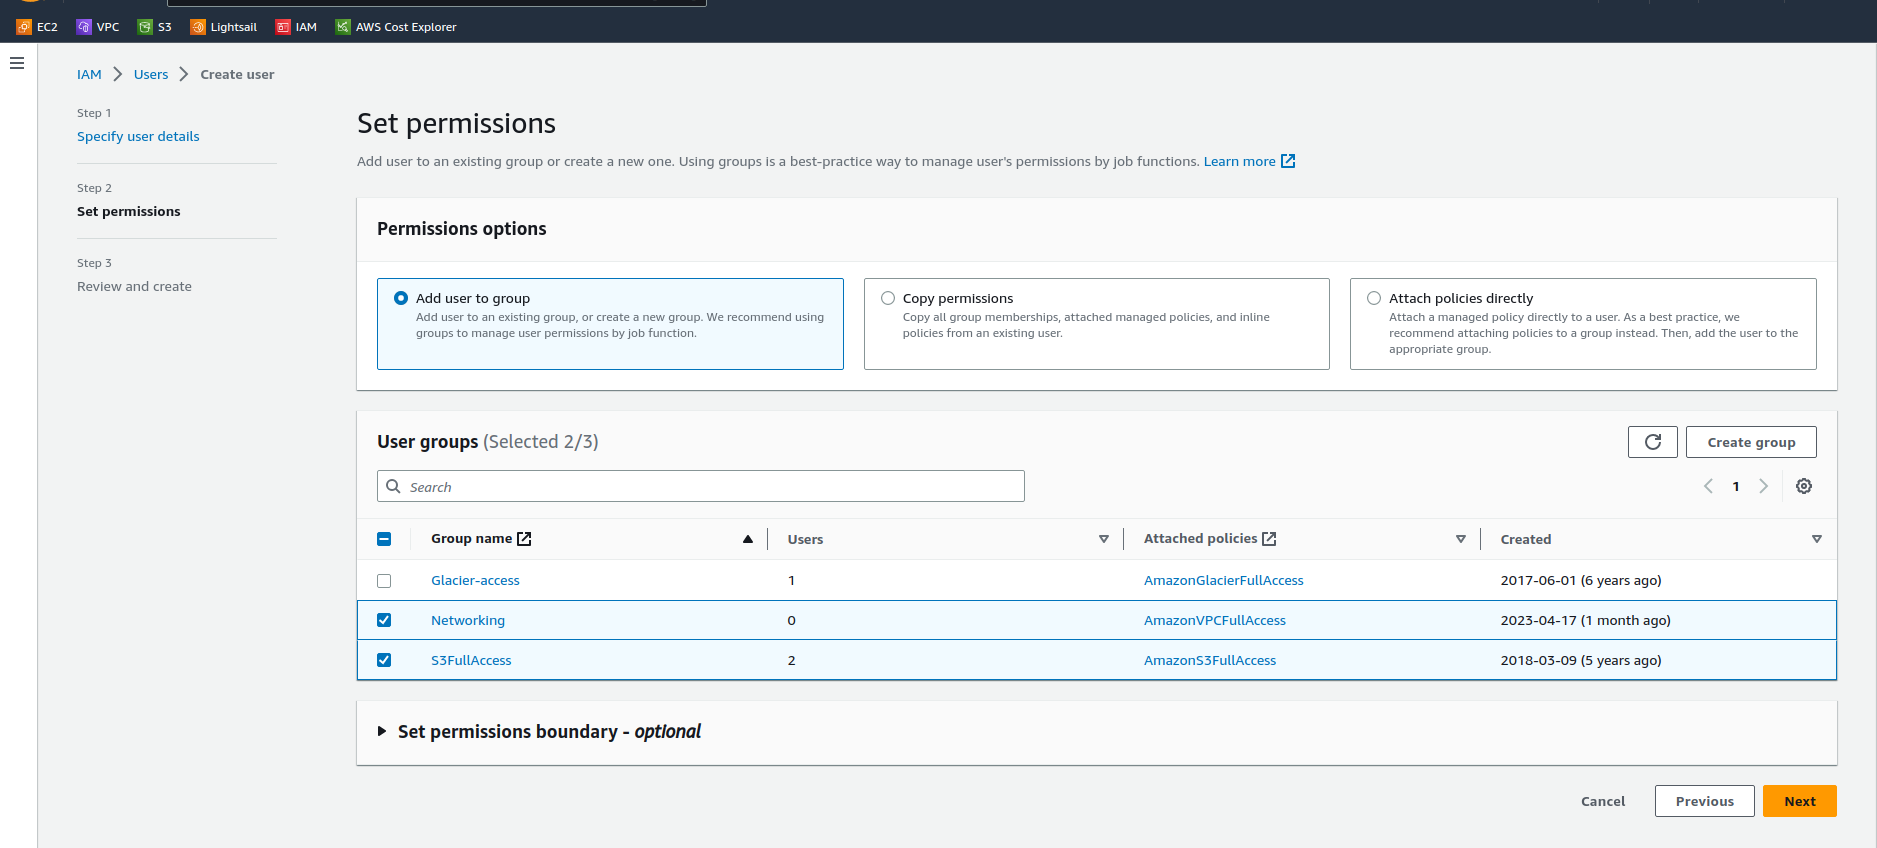 EC2 VPC S3 Lightsail IAM AWS Cost Explorer
IAM Users Create user
Step 1
Specify user details
Step 2
Set permissions
Step 3
Review and create
Set permissions
Add user to an existing group or create a new one. Using groups is a best-practice way to manage user's permissions by job functions. Learn more
Permissions options
Add user to group
Add user to an existing group, or create a new group. We recommend using
groups to manage user permissions by job function.
Copy permissions
Copy all group memberships, attached managed policies, and inline
policies from an existing user.
Attach policies directly
Attach a managed policy directly to a user. As a best practice, we
recommend attaching policies to a group instead. Then, add the user to the
appropriate group.
User groups (Selected 2/3)
Create group
Search
1
Group name Users Attached policies Created
Glacier-access 1 AmazonGlacierFullAccess 2017-06-01 (6 years ago)
Networking 0 AmazonVPCFullAccess 2023-04-17 (1 month ago)
S3FullAccess 2 AmazonS3FullAccess 2018-03-09 (5 years ago)
Set permissions boundary - optional
Cancel Previous Next